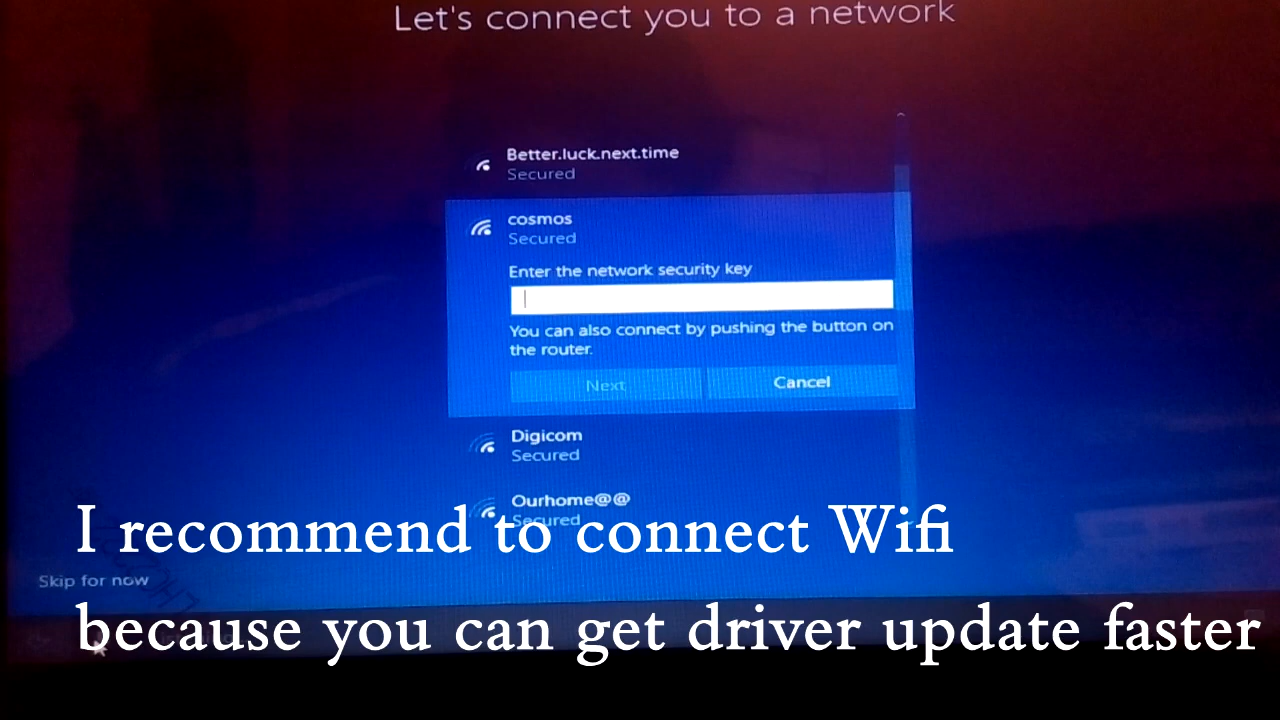 Let's connect you to a network
Better.luck.next.time
Secured
cosmos
Secured
Enter the network security key
You can also connect by pushing the button on
the router.
Next
Cancel
Digicom
Secured
Ourhome@@
Secured
I recommend to connect Wifi
Skip for now
because you can get driver update faster